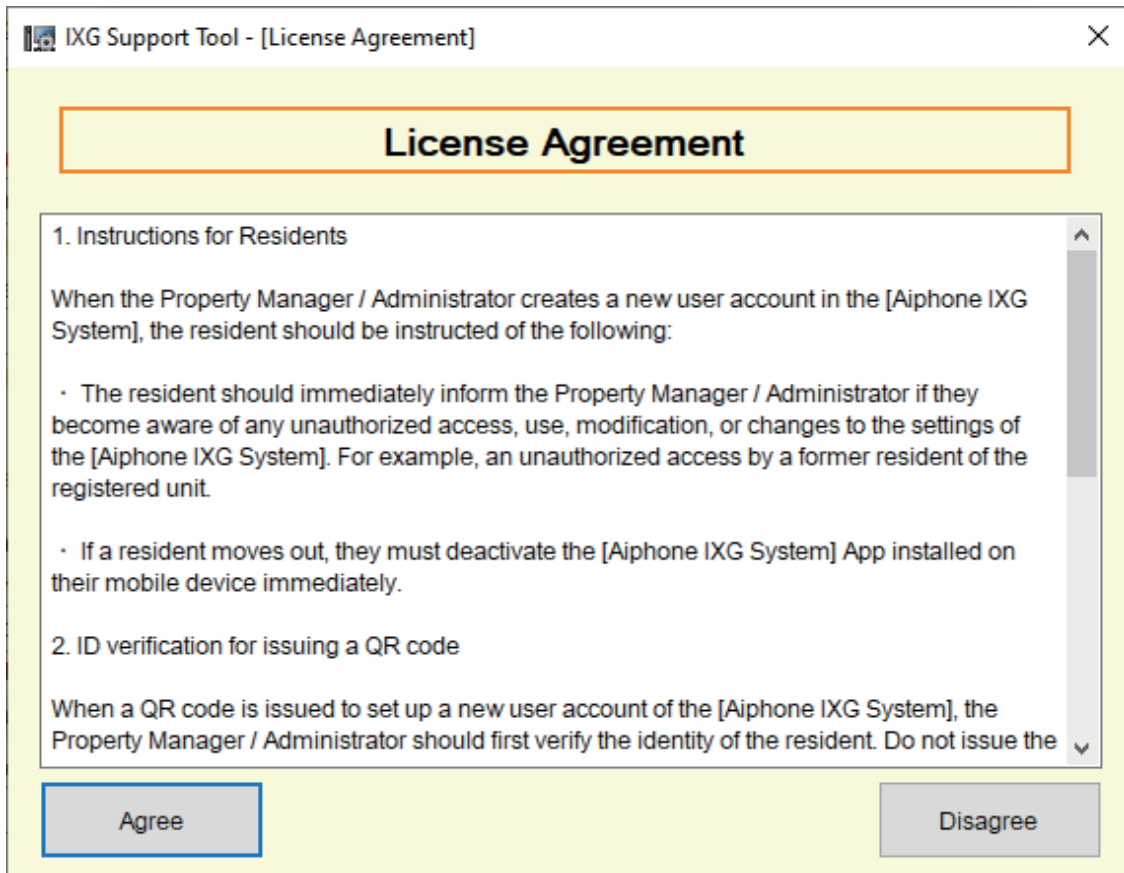 IXG Support Tool - [License Agreement]
License Agreement
1. Instructions for Residents
When the Property Manager / Administrator creates a new user account in the [Aiphone IXG
System], the resident should be instructed of the following:
・ The resident should immediately inform the Property Manager / Administrator if they
become aware of any unauthorized access, use, modification, or changes to the settings of
the [Aiphone IXG System]. For example, an unauthorized access by a former resident of the
registered unit.
・ If a resident moves out, they must deactivate the [Aiphone IXG System] App installed on
their mobile device immediately.
2. ID verification for issuing a QR code
When a QR code is issued to set up a new user account of the [Aiphone IXG System], the
Property Manager / Administrator should first verify the identity of the resident. Do not issue the
Agree
Disagree